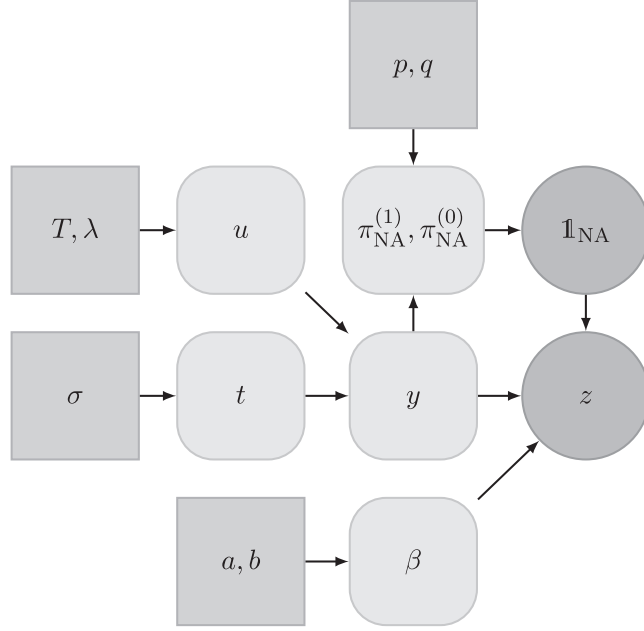 p, q
T, λ
u
π_NA^(1), π_NA^(0)
𝟙_NA
σ
t
y
z
a, b
β